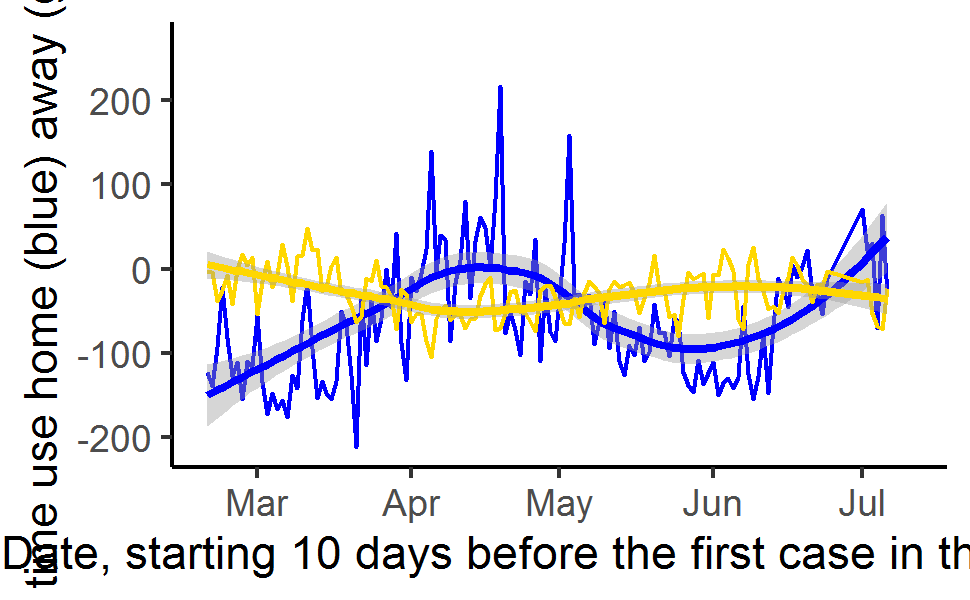 time use home (blue) away (
200
100
0
-100
-200
Mar Apr May Jun Jul
Date, starting 10 days before the first case in th